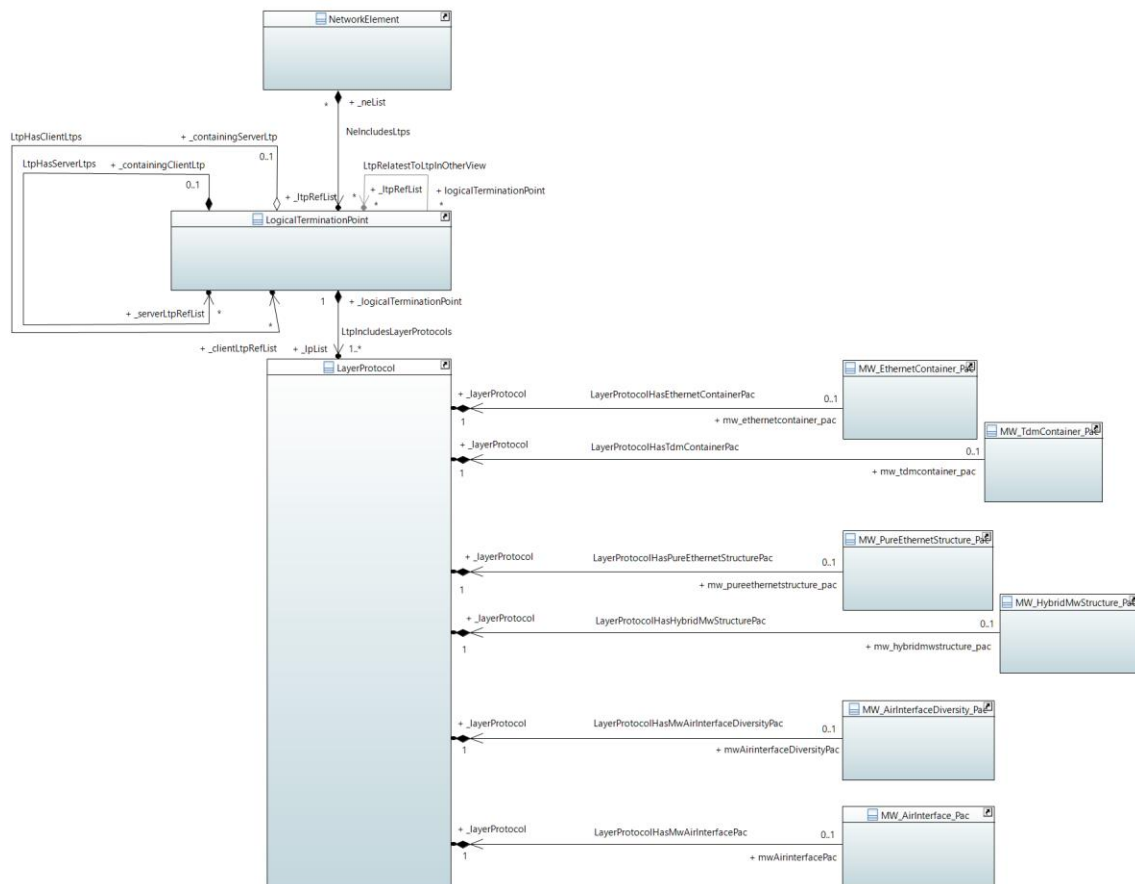 NetworkElement
* + _neList
NeIncludesLtps
LtpHasClientLtps + _containingServerLtp
0..1
LtpHasServerLtps + _containingClientLtp
0..1
LtpRelatestToLtpInOtherView
+ _ltpRefList + logicalTerminationPoint
+ _ltpRefList * * *
LogicalTerminationPoint
+ _serverLtpRefList *
*
+ _clientLtpRefList
1 + _logicalTerminationPoint
LtpIncludesLayerProtocols
+ _lpList 1..*
LayerProtocol
MW_EthernetContainer_Pac
+ _layerProtocol LayerProtocolHasEthernetContainerPac 0..1
1 + mw_ethernetcontainer_pac
MW_TdmContainer_Pac
+ _layerProtocol LayerProtocolHasTdmContainerPac 0..1
1 + mw_tdmcontainer_pac
MW_PureEthernetStructure_Pac
+ _layerProtocol LayerProtocolHasPureEthernetStructurePac 0..1
1 + mw_pureethernetstructure_pac
MW_HybridMwStructure_Pac
+ _layerProtocol LayerProtocolHasHybridMwStructurePac 0..1
1 + mw_hybridmwstructure_pac
MW_AirInterfaceDiversity_Pac
+ _layerProtocol LayerProtocolHasMwAirInterfaceDiversityPac 0..1
1 + mwAirinterfaceDiversityPac
MW_AirInterface_Pac
+ _layerProtocol LayerProtocolHasMwAirInterfacePac 0..1
1 + mwAirinterfacePac